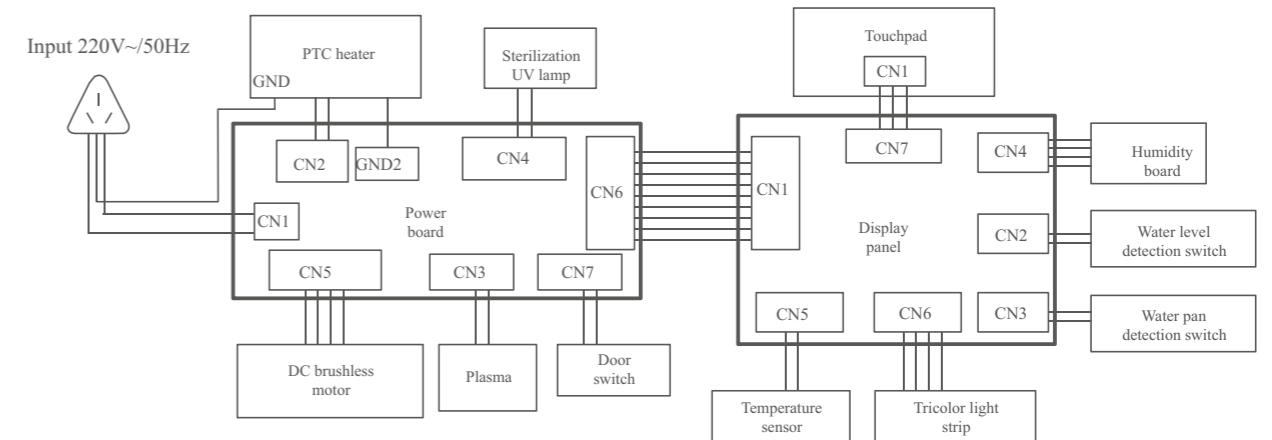 Input 220V~/50Hz
PTC heater
GND
Sterilization
UV lamp
Touchpad
CN1
CN2
GND2
CN4
CN6
CN1
Power
board
CN5
CN3
CN7
DC brushless
motor
Plasma
Door
switch
CN1
CN7
CN4
Humidity
board
Display
panel
CN2
Water level
detection switch
CN5
CN6
CN3
Water pan
detection switch
Temperature
sensor
Tricolor light
strip